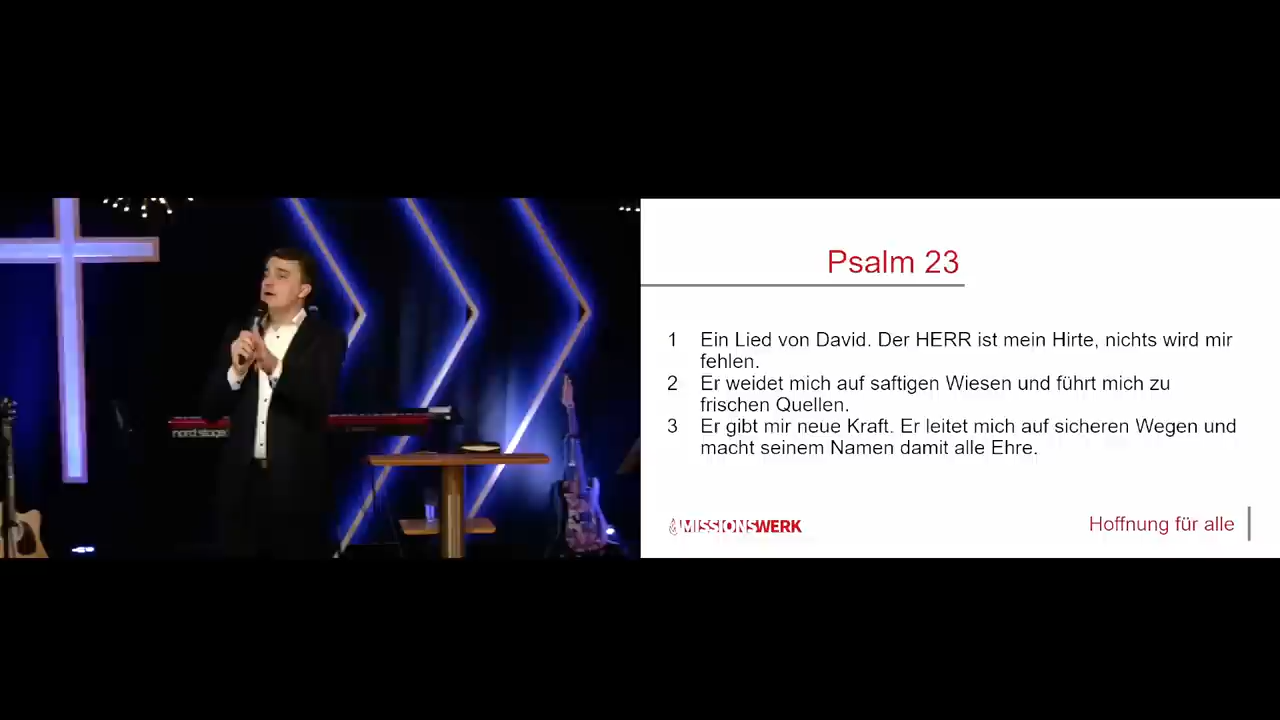 nord stage
Psalm 23
1 Ein Lied von David. Der HERR ist mein Hirte, nichts wird mir
fehlen.
2 Er weidet mich auf saftigen Wiesen und führt mich zu
frischen Quellen.
3 Er gibt mir neue Kraft. Er leitet mich auf sicheren Wegen und
macht seinem Namen damit alle Ehre.
MISSIONSWERK
Hoffnung für alle